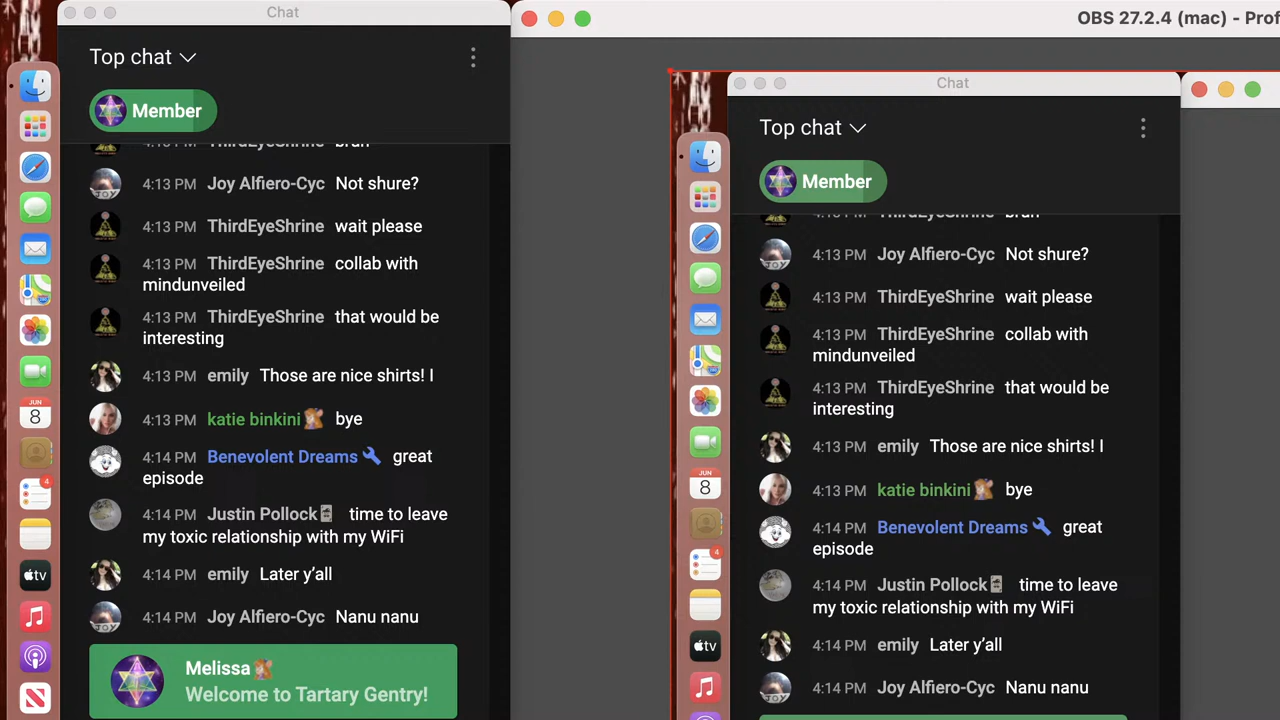 Chat
Top chat
Member
4:13 PM Joy Alfiero-Cyc Not shure?
4:13 PM ThirdEyeShrine wait please
4:13 PM ThirdEyeShrine collab with
mindunveiled
4:13 PM ThirdEyeShrine that would be
interesting
4:13 PM emily Those are nice shirts! I
4:13 PM katie binkini bye
4:14 PM Benevolent Dreams great
episode
4:14 PM Justin Pollock time to leave
my toxic relationship with my WiFi
4:14 PM emily Later y'all
4:14 PM Joy Alfiero-Cyc Nanu nanu
Melissa
Welcome to Tartary Gentry!
JUN
8
4
tv
JOY
OBS 27.2.4 (mac) - Prof
Chat
Top chat
Member
4:13 PM Joy Alfiero-Cyc Not shure?
4:13 PM ThirdEyeShrine wait please
4:13 PM ThirdEyeShrine collab with
mindunveiled
4:13 PM ThirdEyeShrine that would be
interesting
4:13 PM emily Those are nice shirts! I
4:13 PM katie binkini bye
4:14 PM Benevolent Dreams great
episode
4:14 PM Justin Pollock time to leave
my toxic relationship with my WiFi
4:14 PM emily Later y'all
4:14 PM Joy Alfiero-Cyc Nanu nanu
JUN
8
4
tv